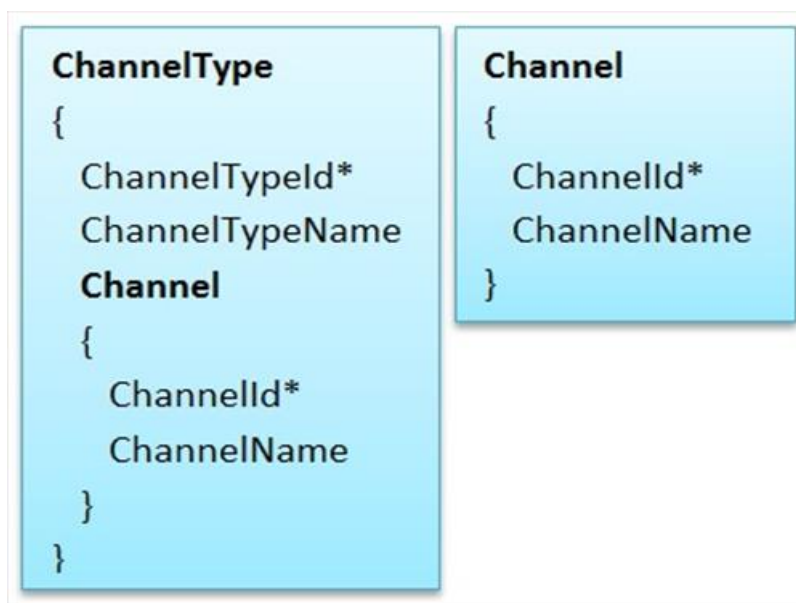 ChannelType
{
ChannelTypeId*
ChannelTypeName
Channel
{
ChannelId*
ChannelName
}
}
Channel
{
ChannelId*
ChannelName
}